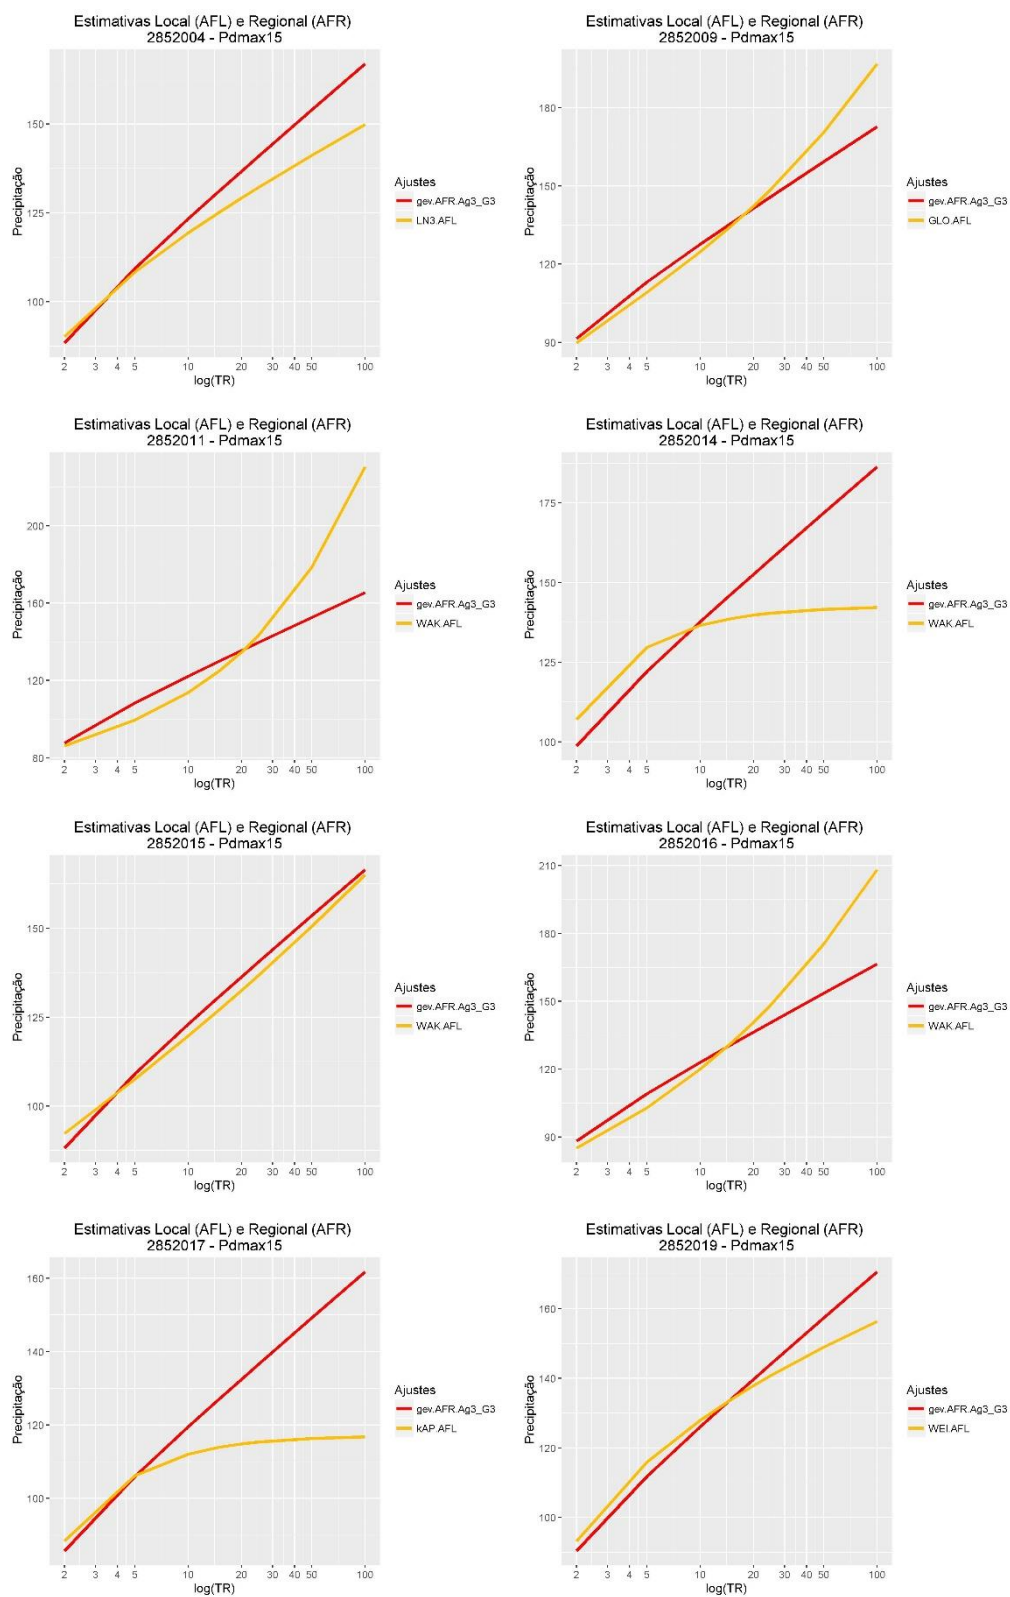 Estimativas Local (AFL) e Regional (AFR)
2852004 - Pdmax15
Precipitação
150
125
100
2 3 4 5 10 20 30 40 50 100
log(TR)
Ajustes
gev.AFR.Ag3_G3
LN3.AFL
Estimativas Local (AFL) e Regional (AFR)
2852009 - Pdmax15
Precipitação
180
150
120
90
2 3 4 5 10 20 30 40 50 100
log(TR)
Ajustes
gev.AFR.Ag3_G3
GLO.AFL
Estimativas Local (AFL) e Regional (AFR)
2852011 - Pdmax15
Precipitação
200
160
120
80
2 3 4 5 10 20 30 40 50 100
log(TR)
Ajustes
gev.AFR.Ag3_G3
WAK.AFL
Estimativas Local (AFL) e Regional (AFR)
2852014 - Pdmax15
Precipitação
175
150
125
100
2 3 4 5 10 20 30 40 50 100
log(TR)
Ajustes
gev.AFR.Ag3_G3
WAK.AFL
Estimativas Local (AFL) e Regional (AFR)
2852015 - Pdmax15
Precipitação
150
125
100
2 3 4 5 10 20 30 40 50 100
log(TR)
Ajustes
gev.AFR.Ag3_G3
WAK.AFL
Estimativas Local (AFL) e Regional (AFR)
2852016 - Pdmax15
Precipitação
210
180
150
120
90
2 3 4 5 10 20 30 40 50 100
log(TR)
Ajustes
gev.AFR.Ag3_G3
WAK.AFL
Estimativas Local (AFL) e Regional (AFR)
2852017 - Pdmax15
Precipitação
160
140
120
100
2 3 4 5 10 20 30 40 50 100
log(TR)
Ajustes
gev.AFR.Ag3_G3
kAP.AFL
Estimativas Local (AFL) e Regional (AFR)
2852019 - Pdmax15
Precipitação
160
140
120
100
2 3 4 5 10 20 30 40 50 100
log(TR)
Ajustes
gev.AFR.Ag3_G3
WEI.AFL